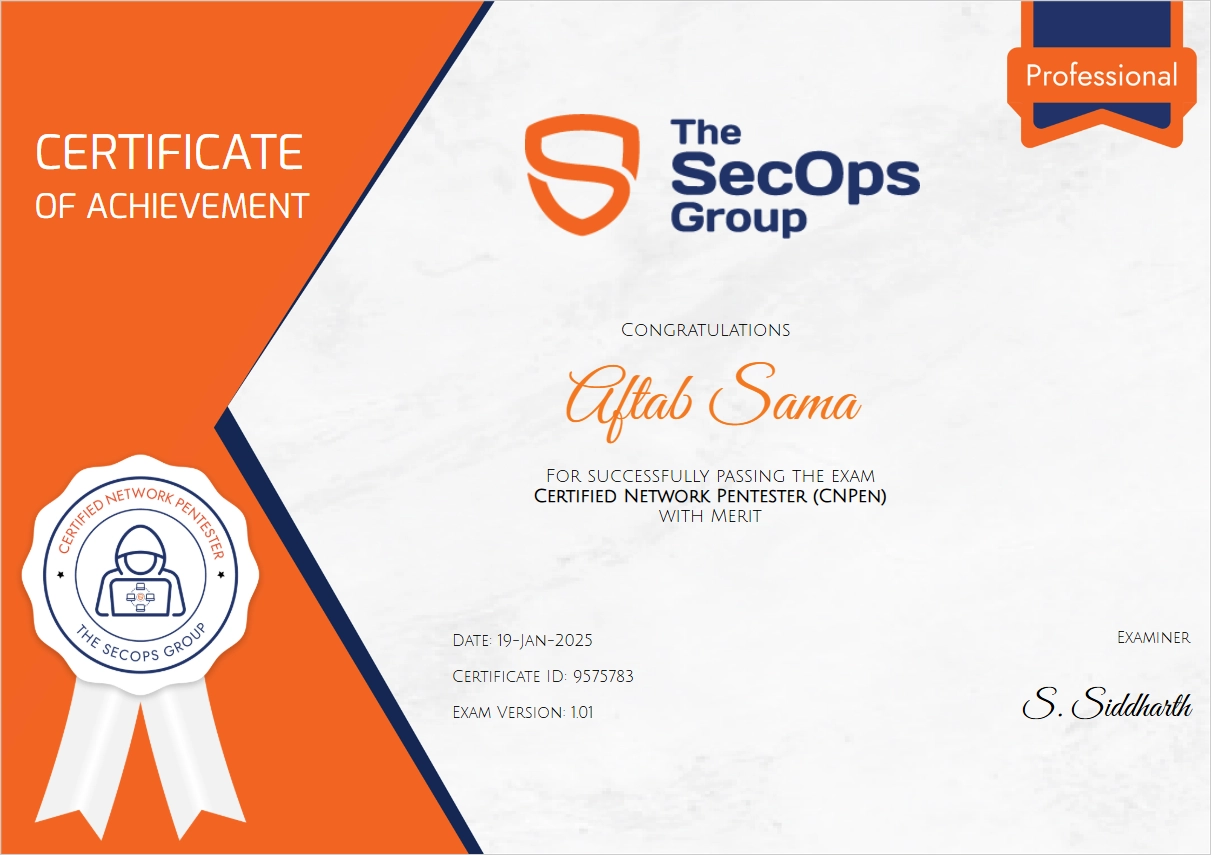 CERTIFICATE
OF ACHIEVEMENT
Professional
The
SecOps
Group
Congratulations
Aftab Sama
For successfully passing the exam
Certified Network Pentester (CNPen)
with Merit
CERTIFIED NETWORK PENTESTER
THE SECOPS GROUP
Date: 19-Jan-2025
Certificate ID: 9575783
Exam Version: 1.01
Examiner
S. Siddharth